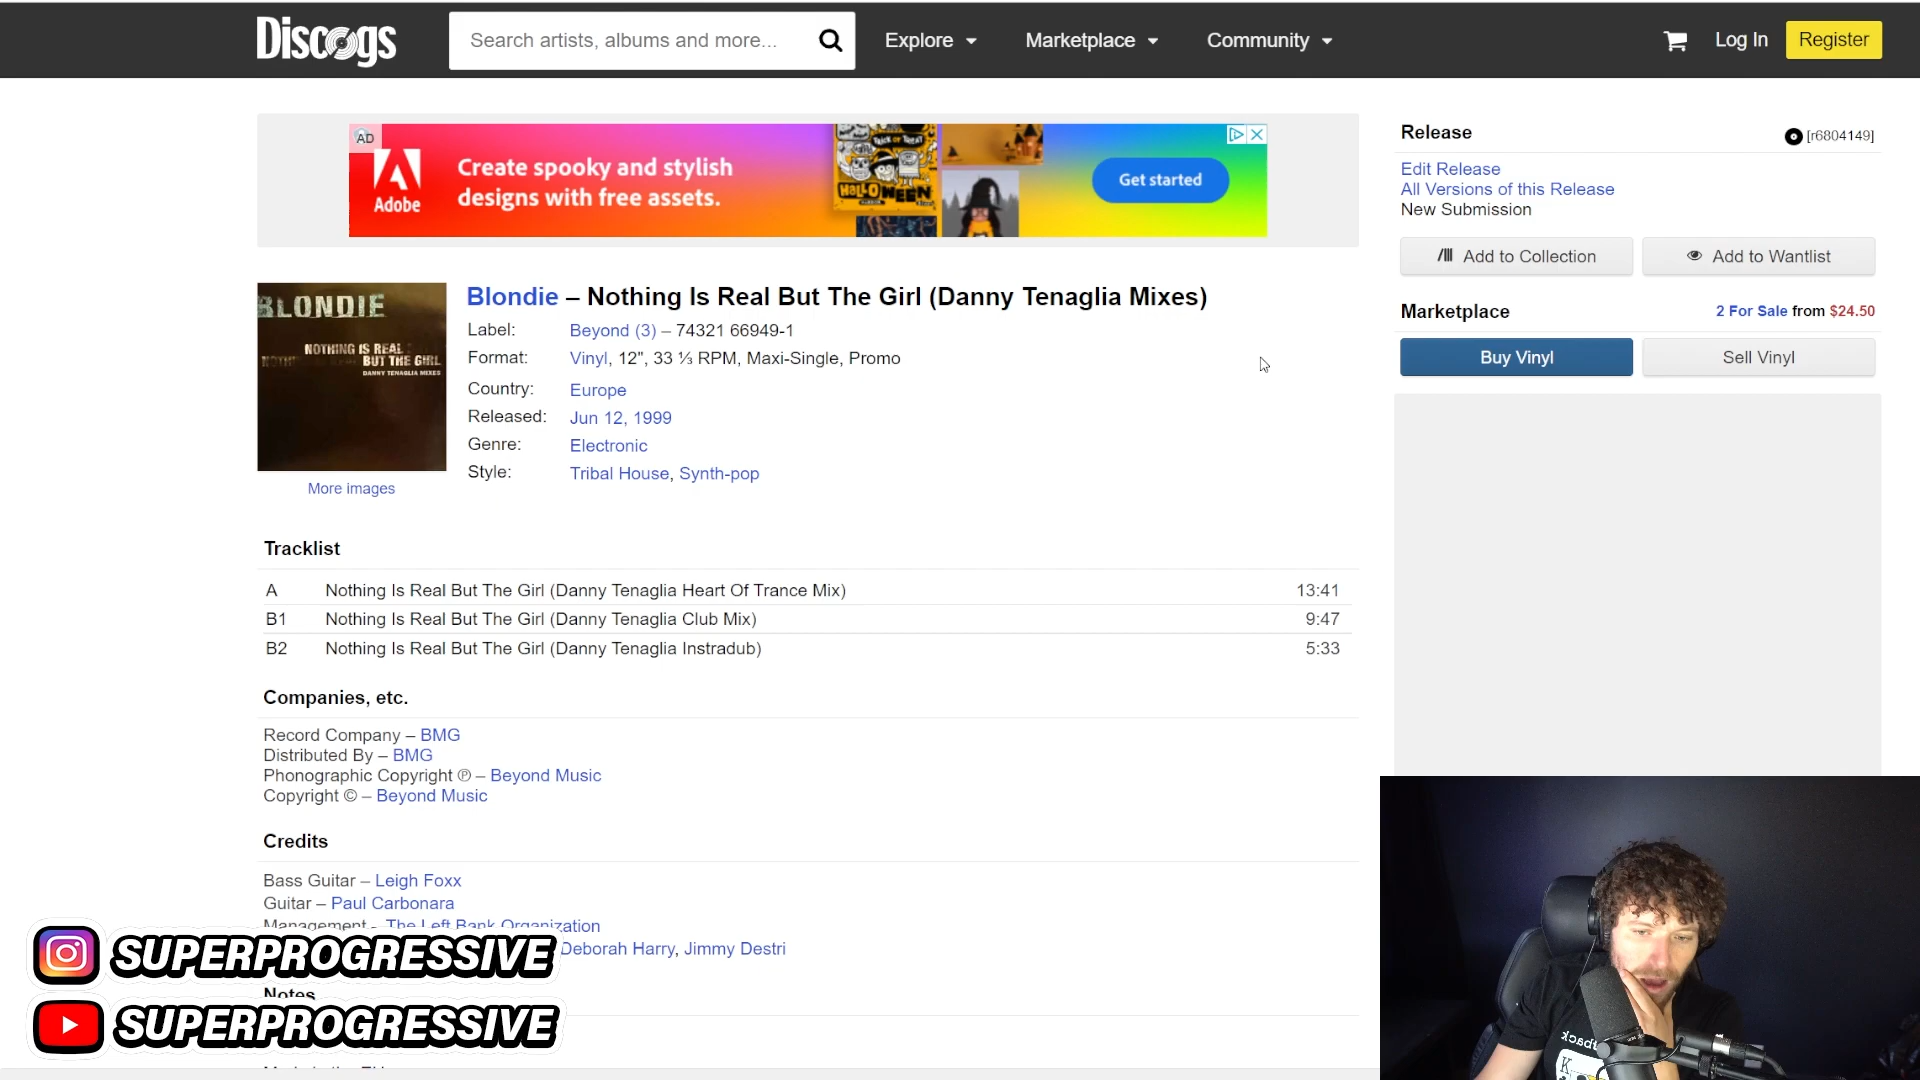 Discogs
Search artists, albums and more...
Explore
Marketplace
Community
Log In
Register
AD
Adobe
Create spooky and stylish
designs with free assets.
TRICK OR TREAT
HALLOWEEN
Get started
Release
[r6804149]
Edit Release
All Versions of this Release
New Submission
Add to Collection
Add to Wantlist
Marketplace
2 For Sale from $24.50
Buy Vinyl
Sell Vinyl
BLONDIE
NOTHING IS REAL
BUT THE GIRL
DANNY TENAGLIA MIXES
More images
Blondie – Nothing Is Real But The Girl (Danny Tenaglia Mixes)
Label: Beyond (3) – 74321 66949-1
Format: Vinyl, 12", 33 ⅓ RPM, Maxi-Single, Promo
Country: Europe
Released: Jun 12, 1999
Genre: Electronic
Style: Tribal House, Synth-pop
Tracklist
A Nothing Is Real But The Girl (Danny Tenaglia Heart Of Trance Mix) 13:41
B1 Nothing Is Real But The Girl (Danny Tenaglia Club Mix) 9:47
B2 Nothing Is Real But The Girl (Danny Tenaglia Instradub) 5:33
Companies, etc.
Record Company – BMG
Distributed By – BMG
Phonographic Copyright ℗ – Beyond Music
Copyright © – Beyond Music
Credits
Bass Guitar – Leigh Foxx
Guitar – Paul Carbonara
Management – The Left Bank Organization
Deborah Harry, Jimmy Destri
Notes
SUPERPROGRESSIVE
SUPERPROGRESSIVE